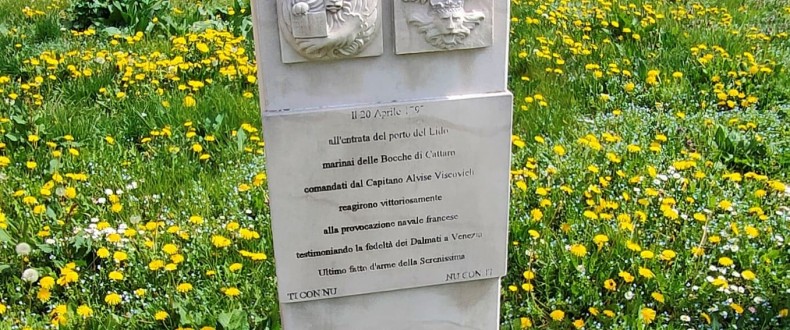 Il 20 Aprile 1797
all'entrata del porto del Lido
marinai delle Bocche di Cattaro
comandati dal Capitano Alvise Viscovich
reagirono vittoriosamente
alla provocazione navale francese
testimoniando la fedeltà dei Dalmati a Venezia
Ultimo fatto d'arme della Serenissima
TI CON NU NU CON TI